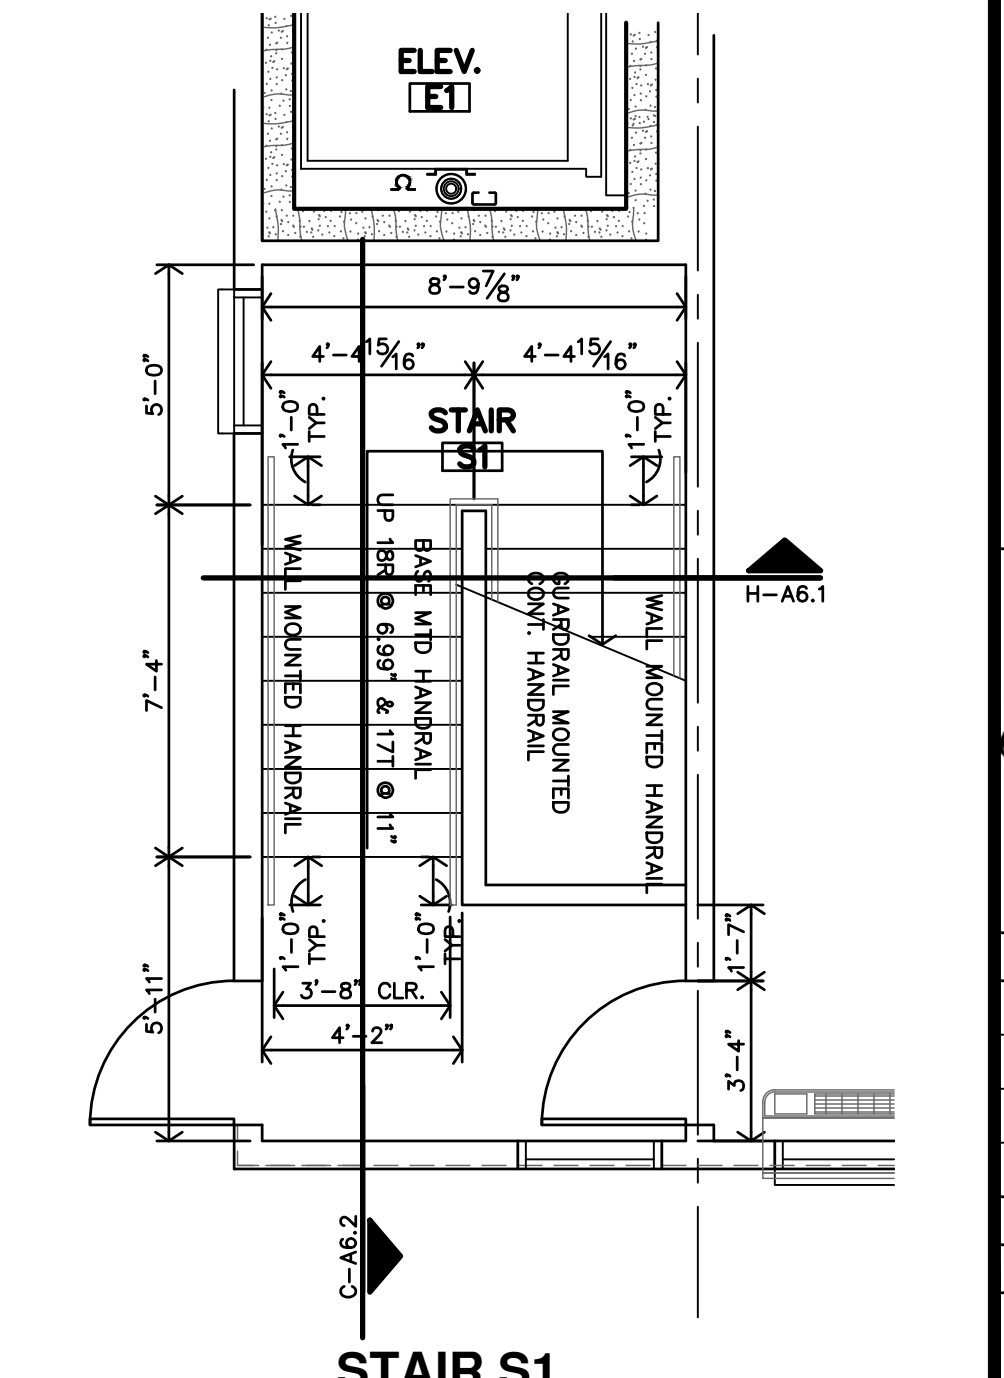 ELEV.
E1
8'-9 7/8"
4'-4 15/16"
4'-4 15/16"
5'-0"
1'-0"
TYP.
STAIR
S1
1'-0"
TYP.
UP 18R @ 6.99" & 17T @ 11"
WALL MOUNTED HANDRAIL
BASE MTD HANDRAIL
GUARDRAIL MOUNTED
CONT. HANDRAIL
WALL MOUNTED HANDRAIL
H-A6.1
7'-4"
1'-0"
TYP.
1'-0"
TYP.
1'-7"
5'-11"
3'-8" CLR.
4'-2"
3'-4"
C-A6.2
STAIR S1